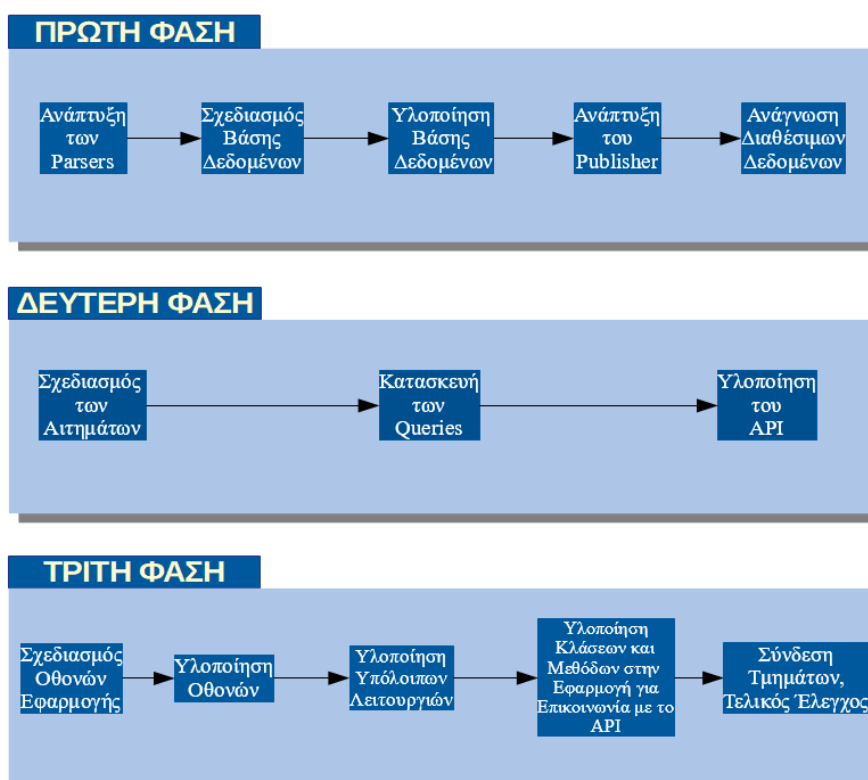 ΠΡΩΤΗ ΦΑΣΗ
Ανάπτυξη
των
Parsers
Σχεδιασμός
Βάσης
Δεδομένων
Υλοποίηση
Βάσης
Δεδομένων
Ανάπτυξη
του
Publisher
Ανάγνωση
Διαθέσιμων
Δεδομένων
ΔΕΥΤΕΡΗ ΦΑΣΗ
Σχεδιασμός
των
Αιτημάτων
Κατασκευή
των
Queries
Υλοποίηση
του
API
ΤΡΙΤΗ ΦΑΣΗ
Σχεδιασμός
Οθονών
Εφαρμογής
Υλοποίηση
Οθονών
Υλοποίηση
Υπόλοιπων
Λειτουργιών
Υλοποίηση
Κλάσεων και
Μεθόδων στην
Εφαρμογή για
Επικοινωνία με το
API
Σύνδεση
Τμημάτων,
Τελικός Έλεγχος